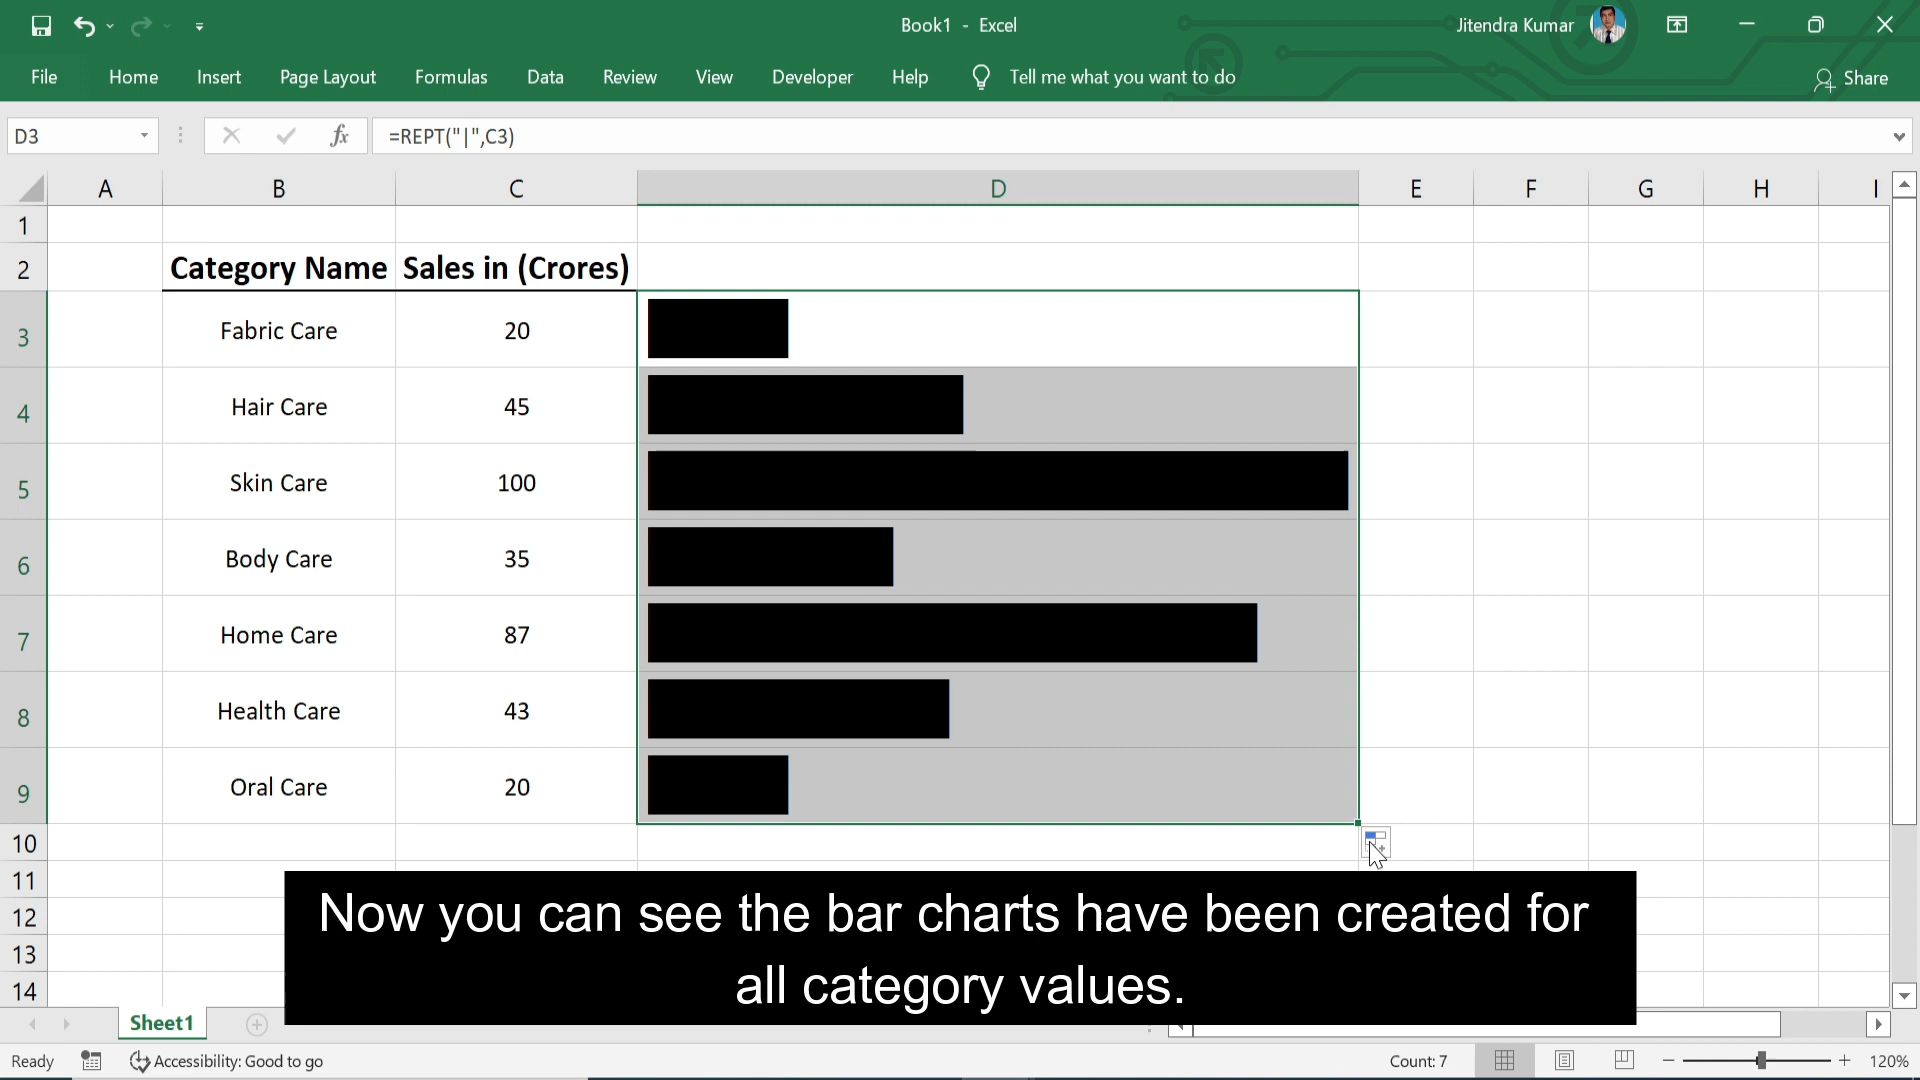 Book1 - Excel
Jitendra Kumar
File Home Insert Page Layout Formulas Data Review View Developer Help Tell me what you want to do Share
D3 fx =REPT("|",C3)
A B C D E F G H I
1
2 Category Name Sales in (Crores)
3 Fabric Care 20
4 Hair Care 45
5 Skin Care 100
6 Body Care 35
7 Home Care 87
8 Health Care 43
9 Oral Care 20
10
11
12
13
14
Now you can see the bar charts have been created for
all category values.
Sheet1
Ready Accessibility: Good to go Count: 7 120%